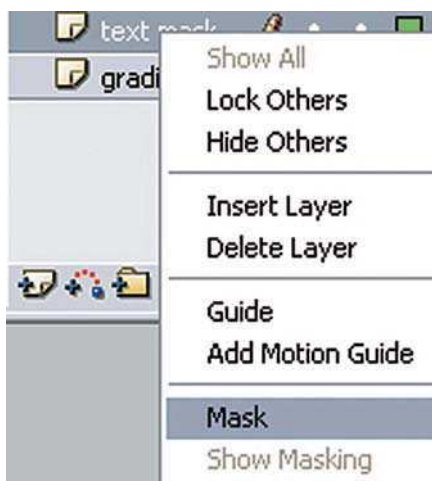 text mask
Show All
gradi
Lock Others
Hide Others
Insert Layer
Delete Layer
Guide
Add Motion Guide
Mask
Show Masking